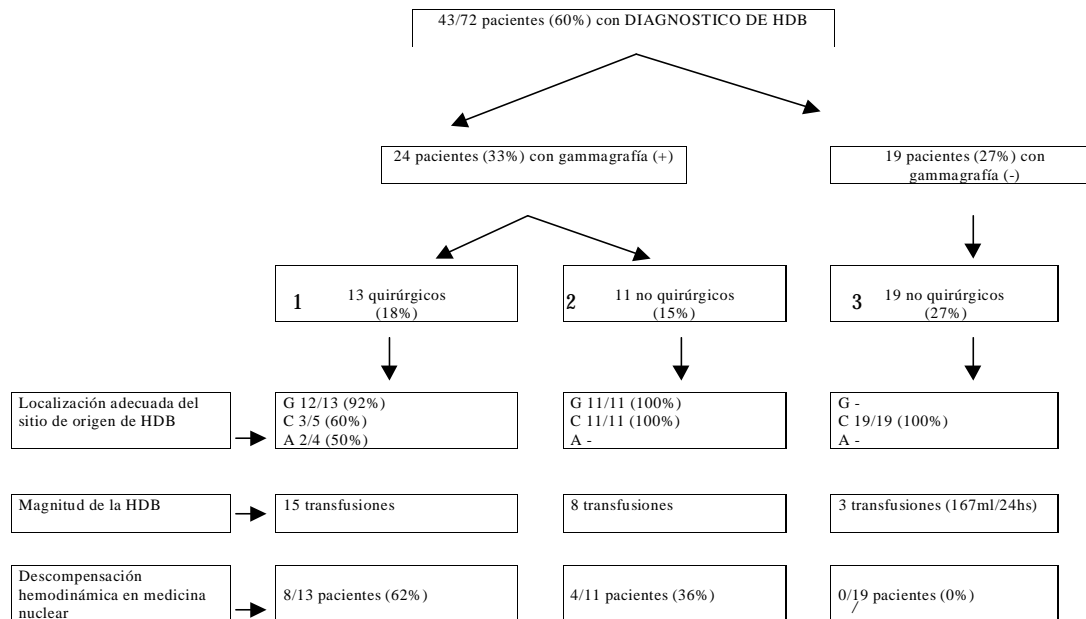 43/72 pacientes (60%) con DIAGNOSTICO DE HDB
24 pacientes (33%) con gammagrafía (+)
19 pacientes (27%) con
gammagrafía (-)
1
13 quirúrgicos
(18%)
2
11 no quirúrgicos
(15%)
3
19 no quirúrgicos
(27%)
Localización adecuada del
sitio de origen de HDB
G 12/13 (92%)
C 3/5 (60%)
A 2/4 (50%)
G 11/11 (100%)
C 11/11 (100%)
A -
G -
C 19/19 (100%)
A -
Magnitud de la HDB
15 transfusiones
8 transfusiones
3 transfusiones (167ml/24hs)
Descompensación
hemodinámica en medicina
nuclear
8/13 pacientes (62%)
4/11 pacientes (36%)
0/19 pacientes (0%)
/